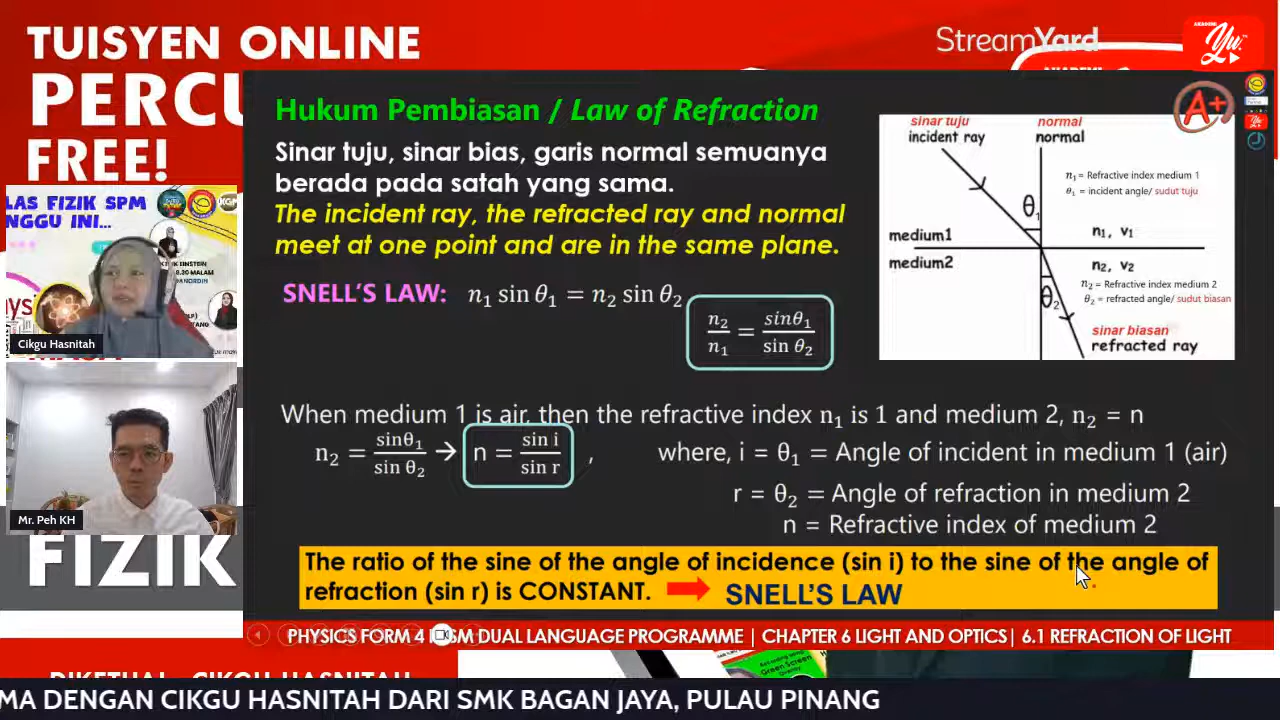 TUISYEN ONLINE
PERCU
FREE!
StreamYard
Hukum Pembiasan / Law of Refraction
Sinar tuju, sinar bias, garis normal semuanya
berada pada satah yang sama.
The incident ray, the refracted ray and normal
meet at one point and are in the same plane.
SNELL'S LAW: n₁ sin θ₁ = n₂ sin θ₂
n₂/n₁ = sinθ₁/sin θ₂
A+
sinar tuju
incident ray
normal
normal
n₁= Refractive index medium 1
θ₁ = incident angle/ sudut tuju
θ₁
medium1
n₁, v₁
medium2
n₂, v₂
n₂ = Refractive index medium 2
θ₂ = refracted angle/ sudut biasan
θ₂
sinar biasan
refracted ray
When medium 1 is air, then the refractive index n₁ is 1 and medium 2, n₂ = n
n₂ = sinθ₁/sin θ₂ → n = sin i/sin r , where, i = θ₁ = Angle of incident in medium 1 (air)
r = θ₂ = Angle of refraction in medium 2
n = Refractive index of medium 2
The ratio of the sine of the angle of incidence (sin i) to the sine of the angle of
refraction (sin r) is CONSTANT. SNELL'S LAW
PHYSICS FORM 4 DUAL LANGUAGE PROGRAMME | CHAPTER 6 LIGHT AND OPTICS| 6.1 REFRACTION OF LIGHT
LAS FIZIK SPM
NGGU INI...
Cikgu Hasnitah
Mr. Peh KH
FIZIK
MA DENGAN CIKGU HASNITAH DARI SMK BAGAN JAYA, PULAU PINANG